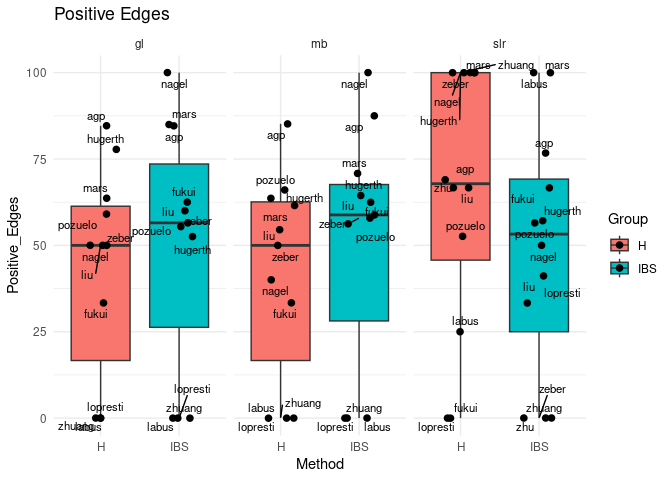 Positive Edges
gl
mb
slr
Positive_Edges
100
75
50
25
0
nagel
agp
mars
agp
hugerth
mars
fukui
liu
pozuelo
zeber
pozuelo
zeber
hugerth
nagel
liu
fukui
lopresti
lopresti
zhuang
labus
zhuang
labus
nagel
agp
agp
mars
pozuelo
hugerth
hugerth
mars
fukui
liu
zeber
zeber
pozuelo
nagel
fukui
labus
zhuang
lopresti
zhuang
lopresti
labus
mars
zhuang
mars
zeber
labus
nagel
hugerth
agp
agp
zhu
liu
fukui
hugerth
pozuelo
pozuelo
nagel
liu
lopresti
labus
zeber
fukui
zhuang
lopresti
zhu
H
IBS
H
IBS
H
IBS
Method
Group
H
IBS